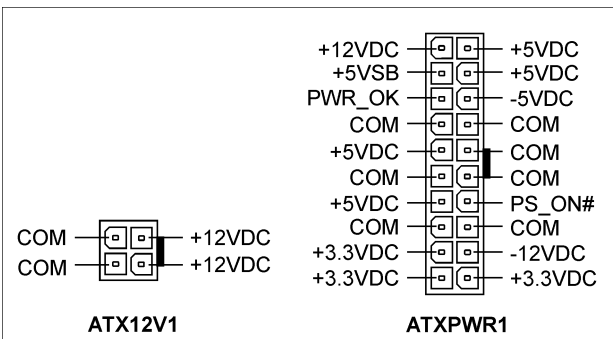 +12VDC +5VDC
+5VSB +5VDC
PWR_OK -5VDC
COM COM
+5VDC COM
COM COM
+5VDC PS_ON#
COM COM
+3.3VDC -12VDC
+3.3VDC +3.3VDC
COM +12VDC
COM +12VDC
ATX12V1 ATXPWR1